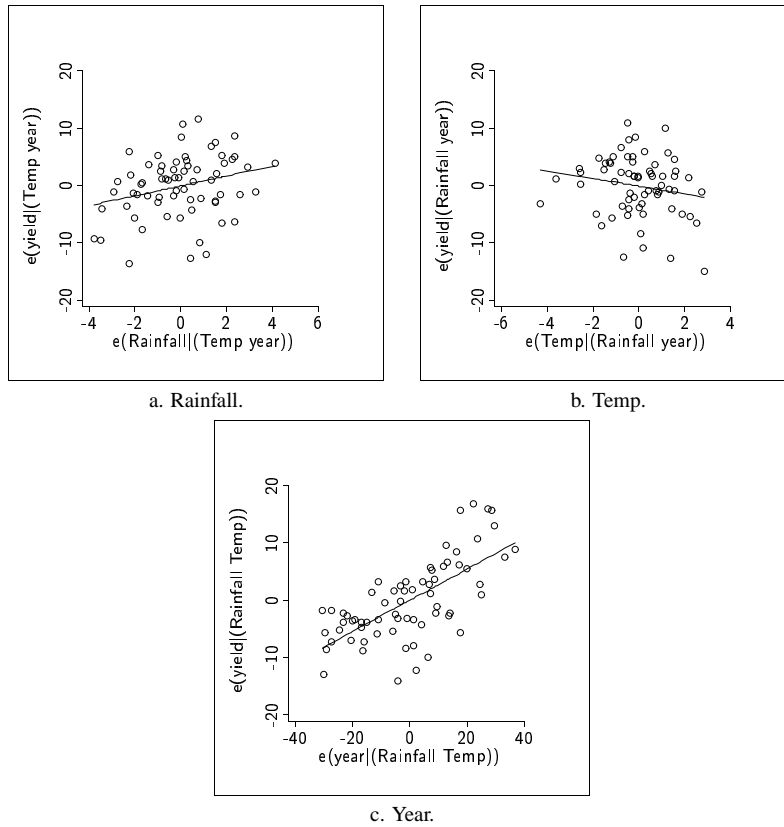 20
10
0
-10
-20
e(yield|(Temp year))
-4 -2 0 2 4 6
e(Rainfall|(Temp year))
a. Rainfall.
20
10
0
-10
-20
e(yield|(Rainfall year))
-6 -4 -2 0 2 4
e(Temp|(Rainfall year))
b. Temp.
20
10
0
-10
-20
e(yield|(Rainfall Temp))
-40 -20 0 20 40
e(year|(Rainfall Temp))
c. Year.